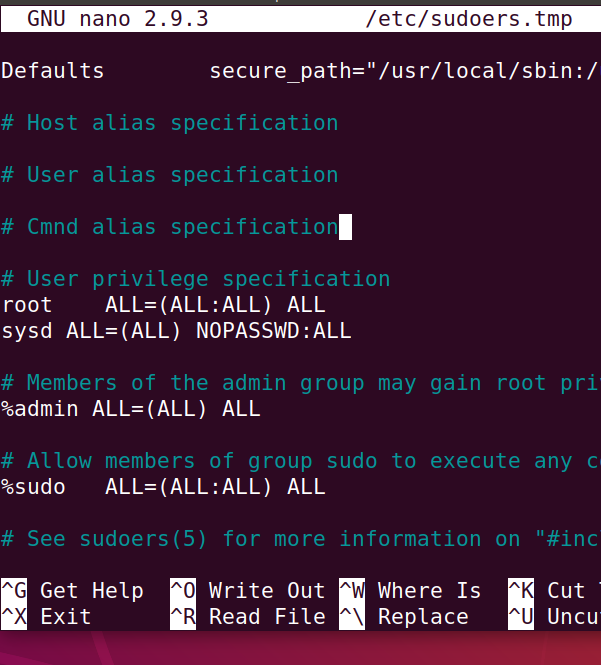 GNU nano 2.9.3 /etc/sudoers.tmp
Defaults secure_path="/usr/local/sbin:/
# Host alias specification
# User alias specification
# Cmnd alias specification
# User privilege specification
root ALL=(ALL:ALL) ALL
sysd ALL=(ALL) NOPASSWD:ALL
# Members of the admin group may gain root pri
%admin ALL=(ALL) ALL
# Allow members of group sudo to execute any c
%sudo ALL=(ALL:ALL) ALL
# See sudoers(5) for more information on "#inc
^G Get Help ^O Write Out ^W Where Is ^K Cut
^X Exit ^R Read File ^\ Replace ^U Uncu